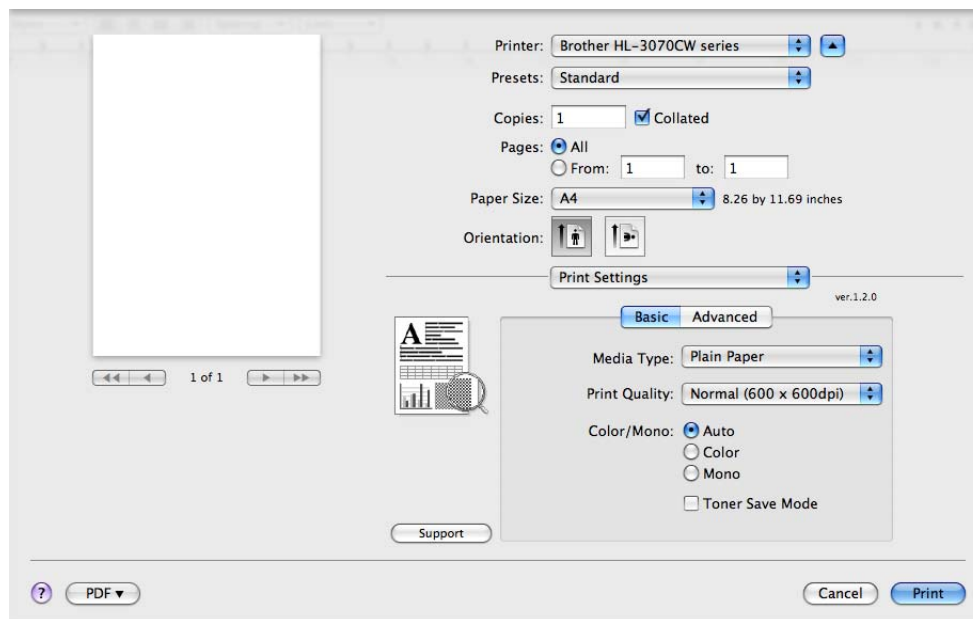 Printer: Brother HL-3070CW series
Presets: Standard
Copies: 1 Collated
Pages: All
From: 1 to: 1
Paper Size: A4 8.26 by 11.69 inches
Orientation:
Print Settings
ver.1.2.0
Basic Advanced
A
Media Type: Plain Paper
Print Quality: Normal (600 x 600dpi)
Color/Mono: Auto
Color
Mono
Toner Save Mode
1 of 1
Support
? PDF ▼ Cancel Print